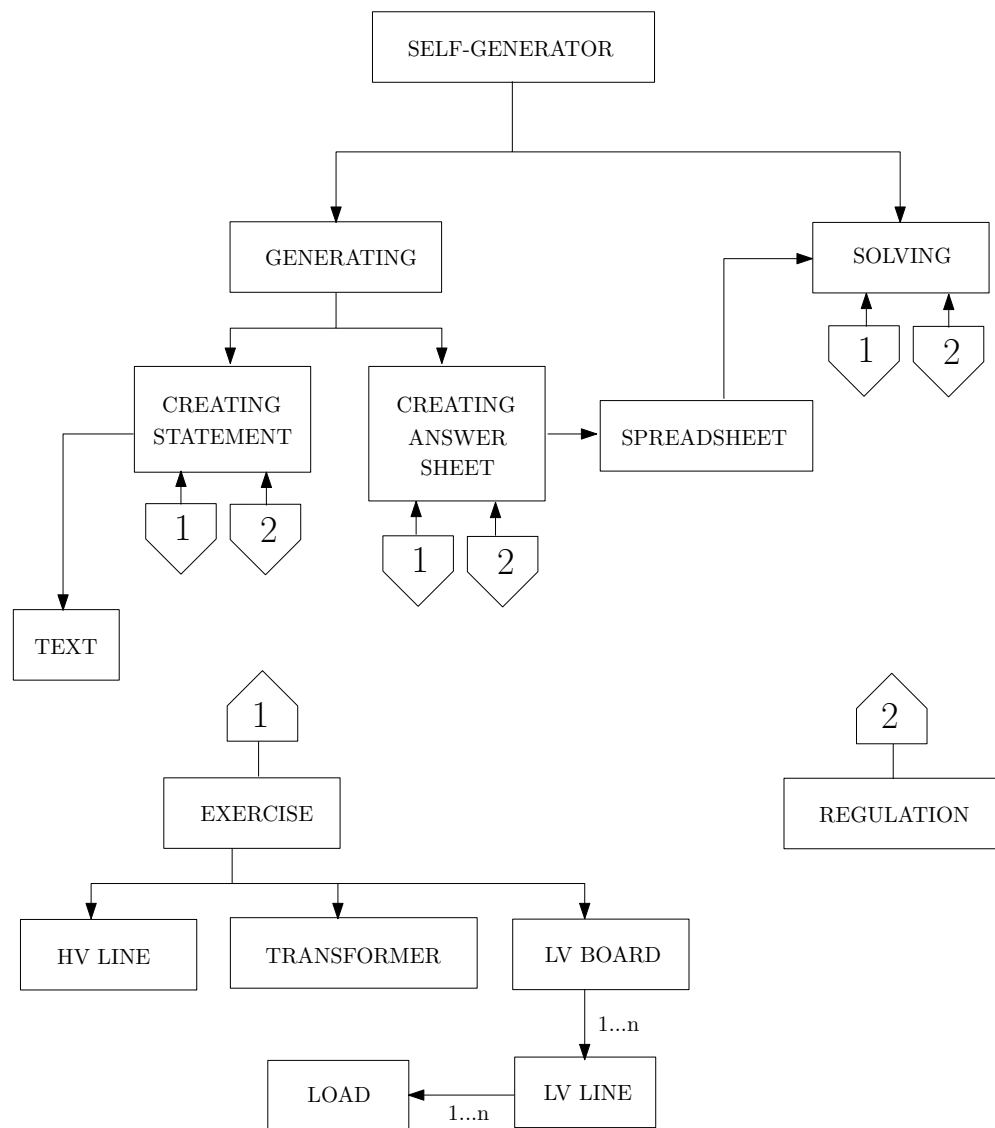 SELF-GENERATOR
GENERATING
SOLVING
1
2
CREATING
STATEMENT
CREATING
ANSWER
SHEET
SPREADSHEET
1
2
1
2
TEXT
1
2
EXERCISE
REGULATION
HV LINE
TRANSFORMER
LV BOARD
1...n
LOAD
LV LINE
1...n